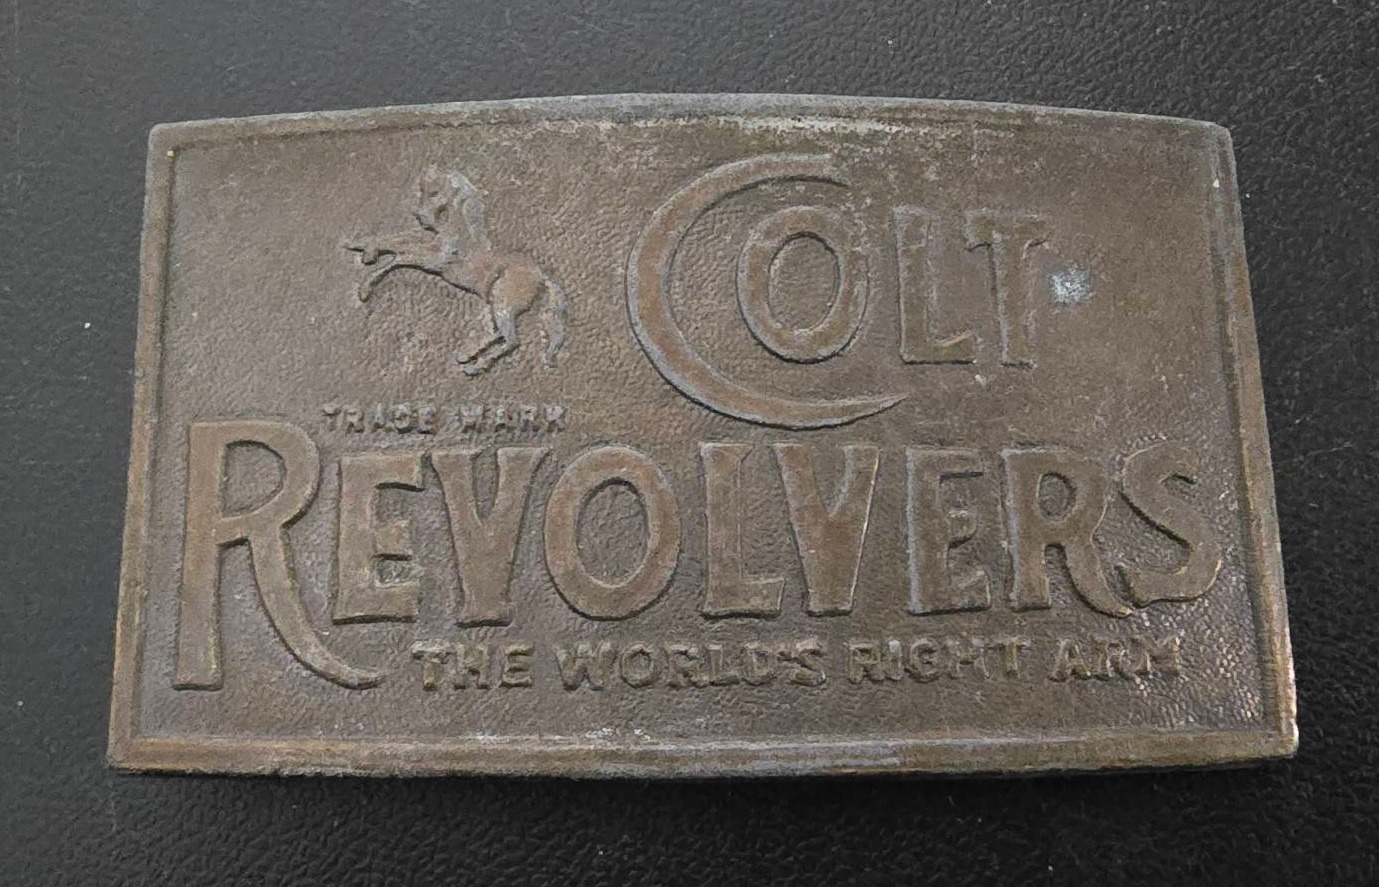 COLT
TRADE MARK
REVOLVERS
THE WORLD'S RIGHT ARM